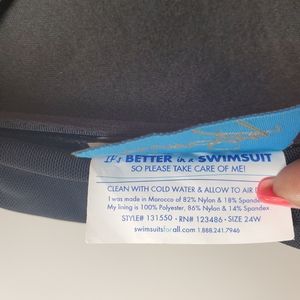 IT'S BETTER in a SWIMSUIT
SO PLEASE TAKE CARE OF ME!
CLEAN WITH COLD WATER & ALLOW TO AIR
I was made in Morocco of 82% Nylon & 18% Spande
My lining is 100% Polyester, 86% Nylon & 14% Spandex
STYLE# 131550 · RN# 123486 · SIZE 24W
swimsuitsforall.com 1.888.241.7946